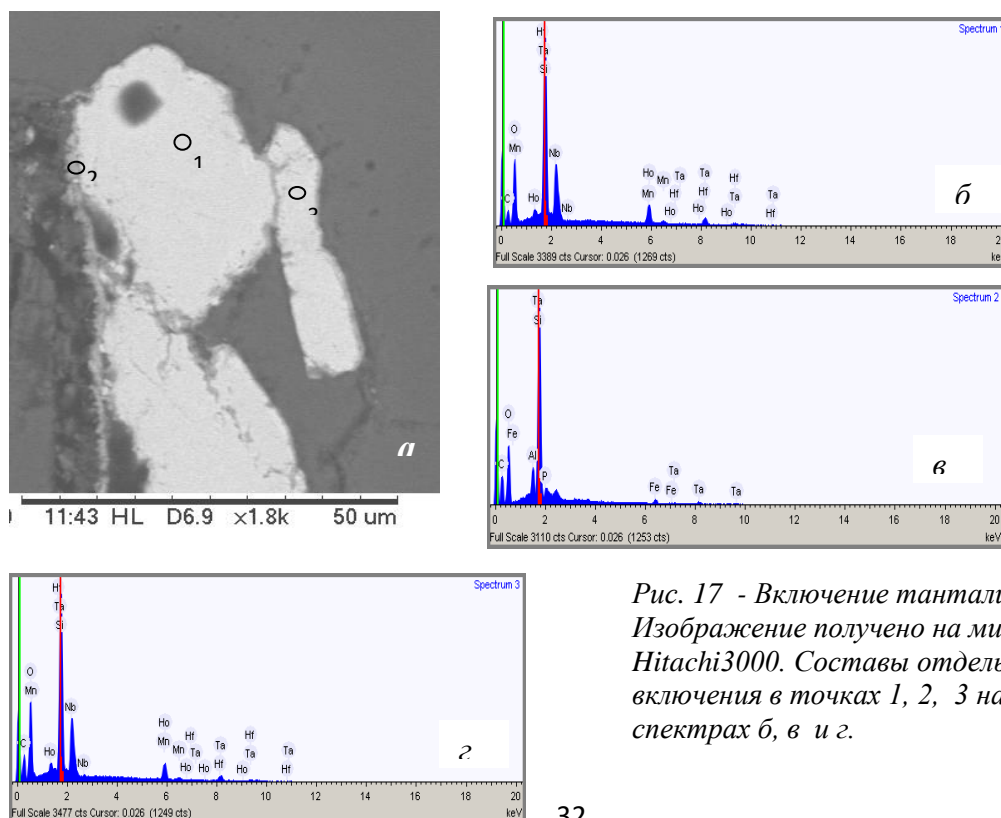 1
2
3
а
11:43 HL D6.9 x1.8k 50 um
Spectrum 1
Hf
Ta
Si
O
Mn
Nb
C
Ho
Nb
Ho Mn Ta Ta Hf
Mn Hf Hf Ta Ta
Ho Ho Ho Hf
б
0 2 4 6 8 10 12 14 16 18
Full Scale 3389 cts Cursor: 0.026 (1269 cts)
Spectrum 2
Ta
Si
O
Fe
C
Al
P
Ta
Fe Fe Ta Ta
в
0 2 4 6 8 10 12 14 16 18 20
Full Scale 3110 cts Cursor: 0.026 (1253 cts) keV
Spectrum 3
Hf
Ta
Si
O
Mn
Nb
C
Ho
Nb
Ho Hf Hf
Mn Mn Ta Ta Ta Ta
Ho Ho Hf Ho Hf
г
0 2 4 6 8 10 12 14 16 18 20
Full Scale 3477 cts Cursor: 0.026 (1249 cts) keV
Рис. 17 - Включение
Изображение получено на
Hitachi3000. Составы
включения в точках 1, 2, 3
спектрах б, в и г.
32